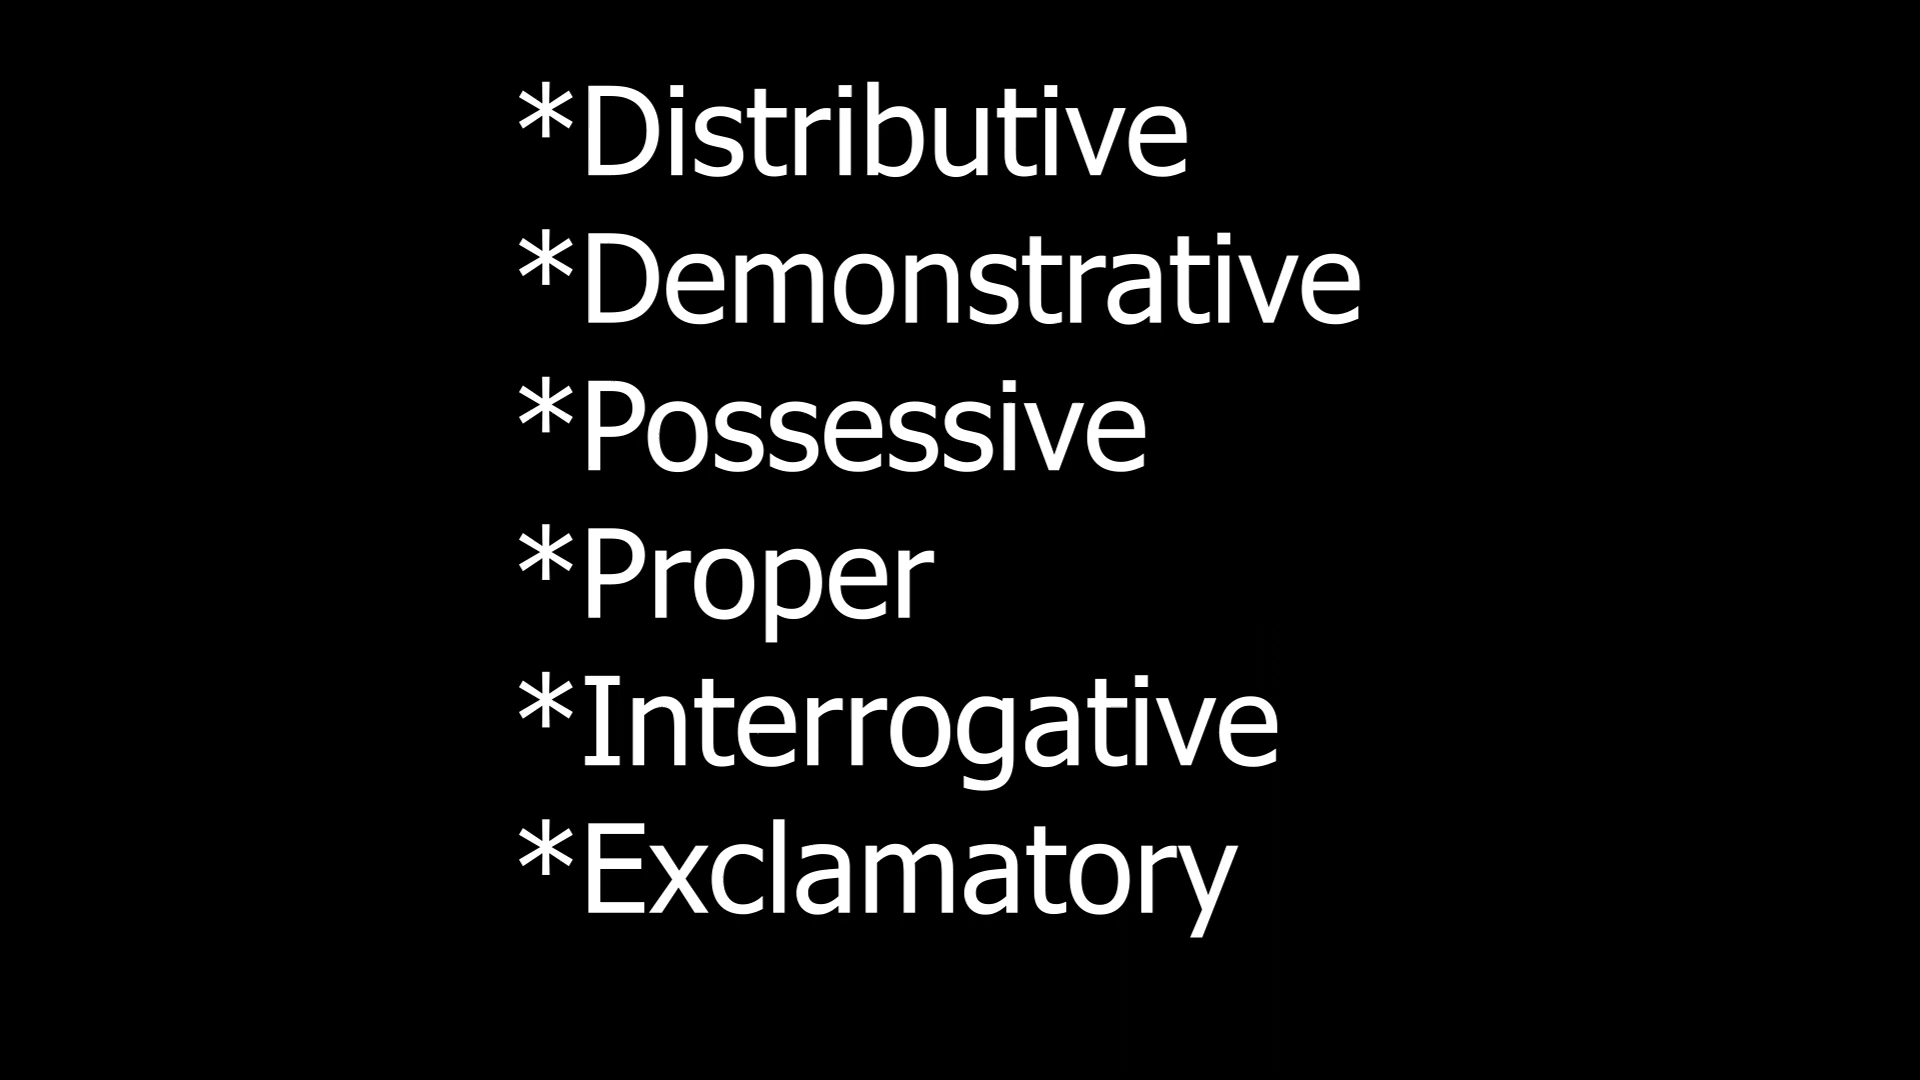 *Distributive
*Demonstrative
*Possessive
*Proper
*Interrogative
*Exclamatory